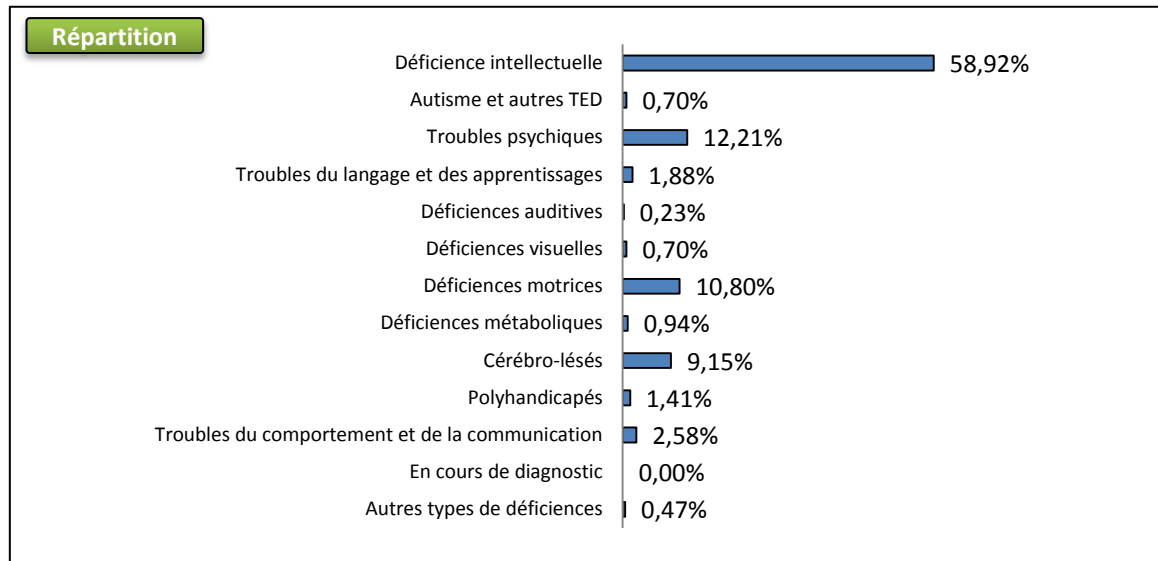 Répartition
Déficience intellectuelle 58,92%
Autisme et autres TED 0,70%
Troubles psychiques 12,21%
Troubles du langage et des apprentissages 1,88%
Déficiences auditives 0,23%
Déficiences visuelles 0,70%
Déficiences motrices 10,80%
Déficiences métaboliques 0,94%
Cérébro-lésés 9,15%
Polyhandicapés 1,41%
Troubles du comportement et de la communication 2,58%
En cours de diagnostic 0,00%
Autres types de déficiences 0,47%